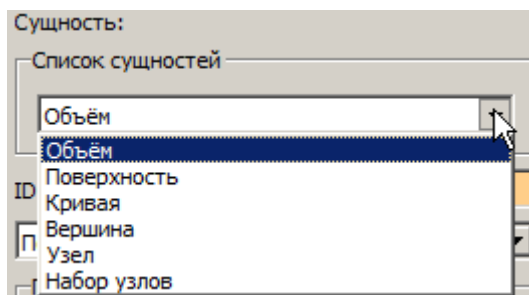 Сущность:
Список сущностей
Объём
Объём
Поверхность
ID
Кривая
Вершина
Узел
Набор узлов